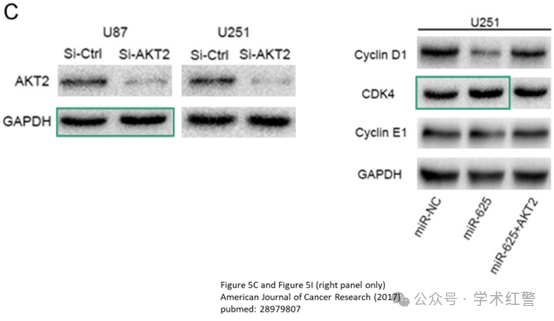 C
U87
U251
Si-Ctrl
Si-AKT2
Si-Ctrl
Si-AKT2
AKT2
GAPDH
U251
Cyclin D1
CDK4
Cyclin E1
GAPDH
miR-NC
miR-625
miR-625+AKT2
Figure 5C and Figure 5I (right panel only)
American Journal of Cancer Research (2017)
pubmed: 28979807
公众号 · 学术红警